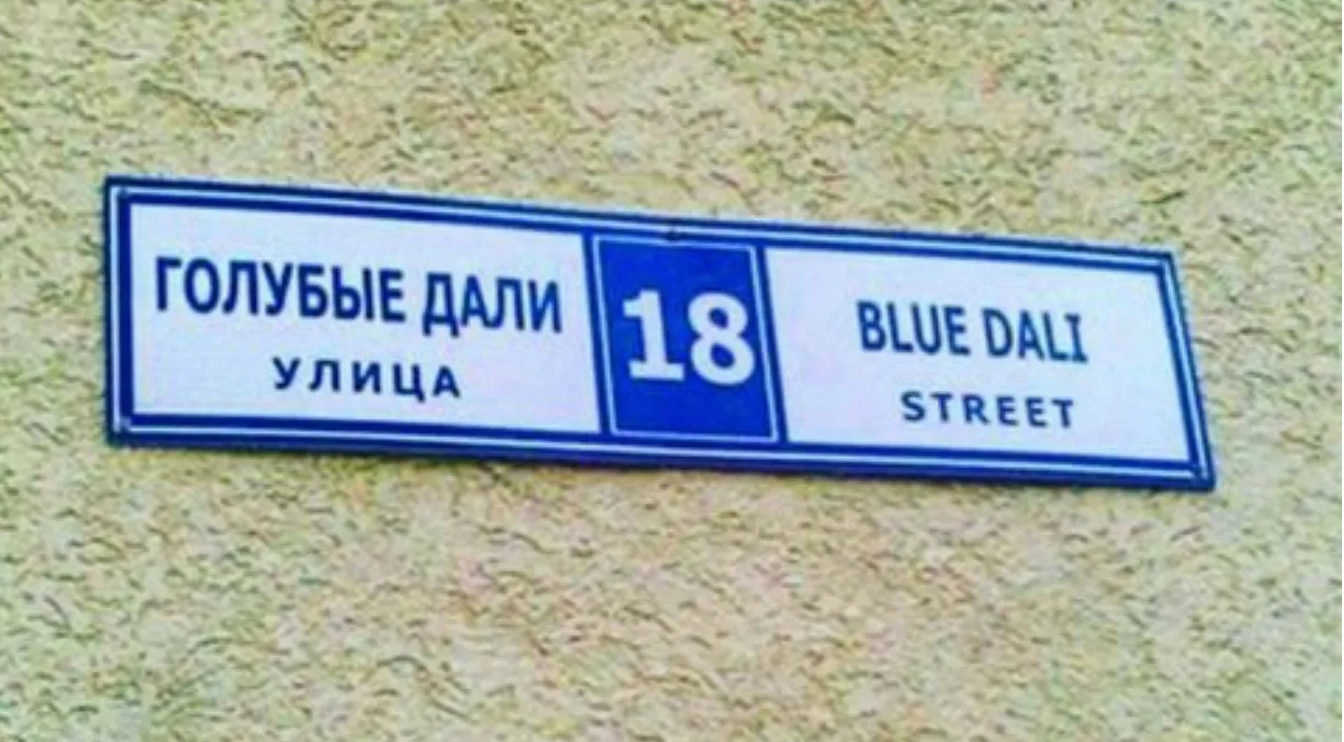 ГОЛУБЫЕ ДАЛИ
УЛИЦА
18
BLUE DALI
STREET